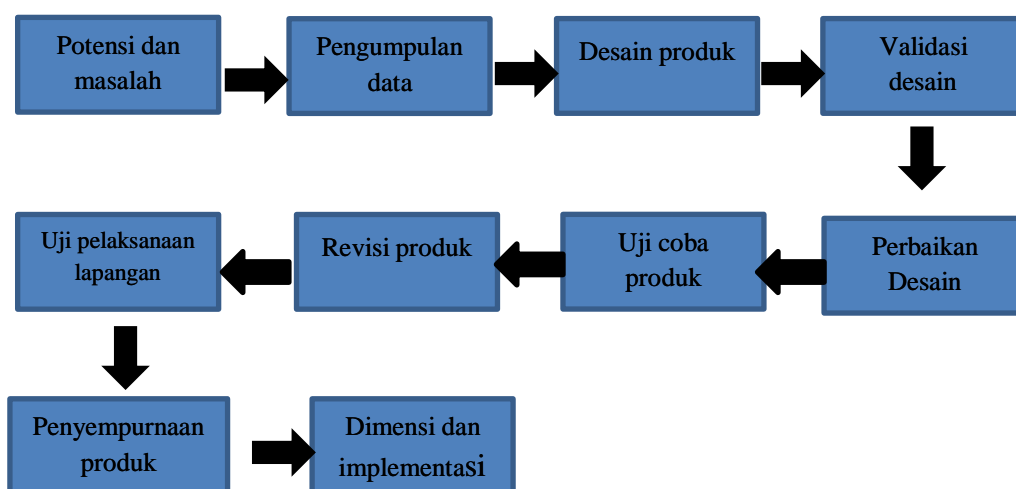 Potensi dan
masalah
Pengumpulan
data
Desain produk
Validasi
desain
Perbaikan
Desain
Uji coba
produk
Revisi produk
Uji pelaksanaan
lapangan
Penyempurnaan
produk
Dimensi dan
implementasi